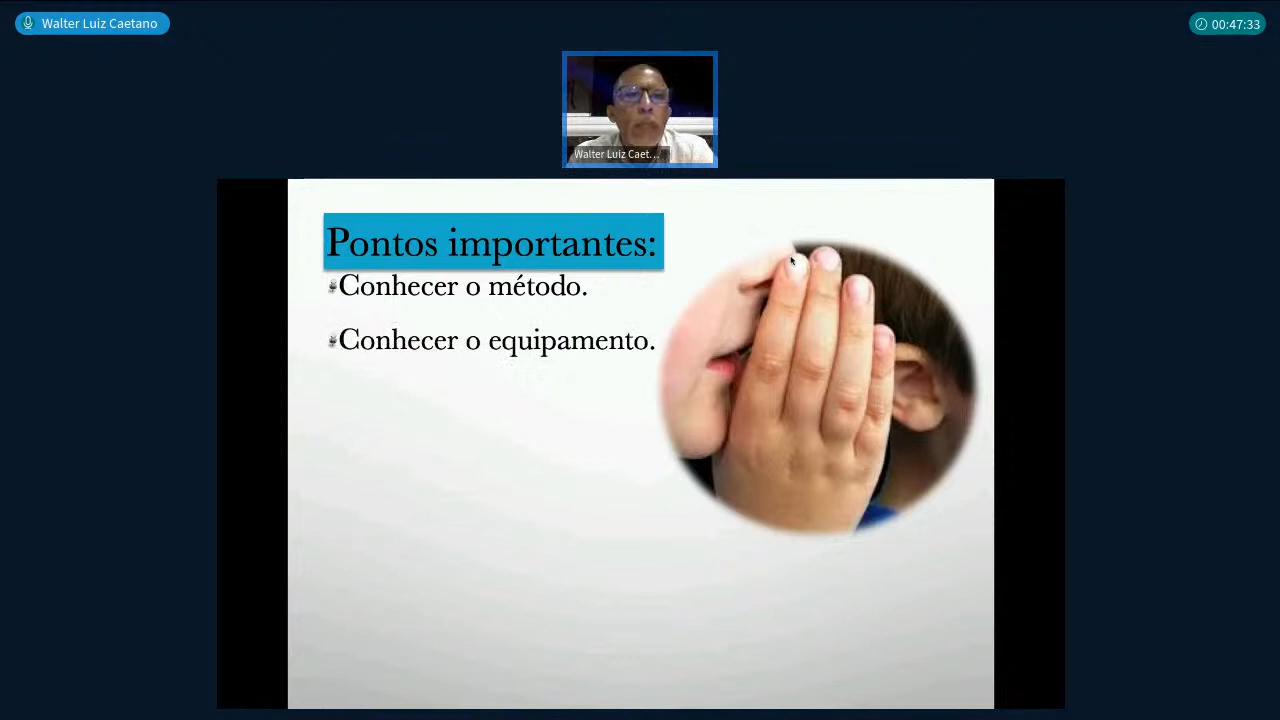 Walter Luiz Caetano
00:47:33
Walter Luiz Caet...
Pontos importantes:
Conhecer o método.
Conhecer o equipamento.